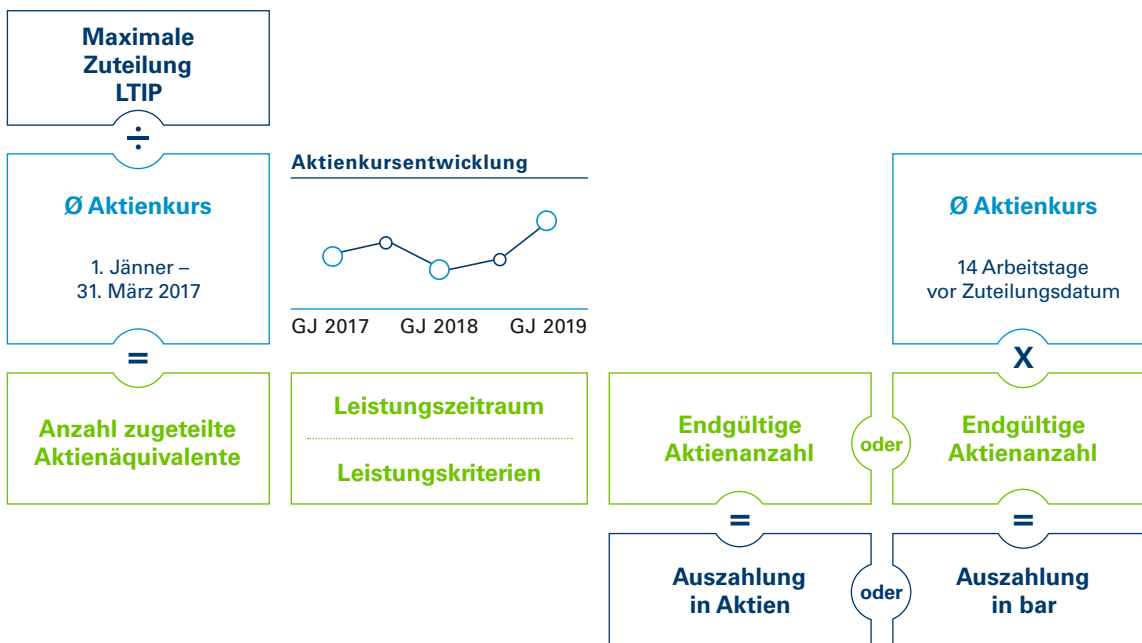 Maximale
Zuteilung
LTIP
÷
Ø Aktienkurs
1. Jänner –
31. März 2017
=
Anzahl zugeteilte
Aktienäquivalente
Aktienkursentwicklung
GJ 2017 GJ 2018 GJ 2019
Leistungszeitraum
Leistungskriterien
Endgültige
Aktienanzahl
=
Auszahlung
in Aktien
oder
oder
Ø Aktienkurs
14 Arbeitstage
vor Zuteilungsdatum
X
Endgültige
Aktienanzahl
=
Auszahlung
in bar